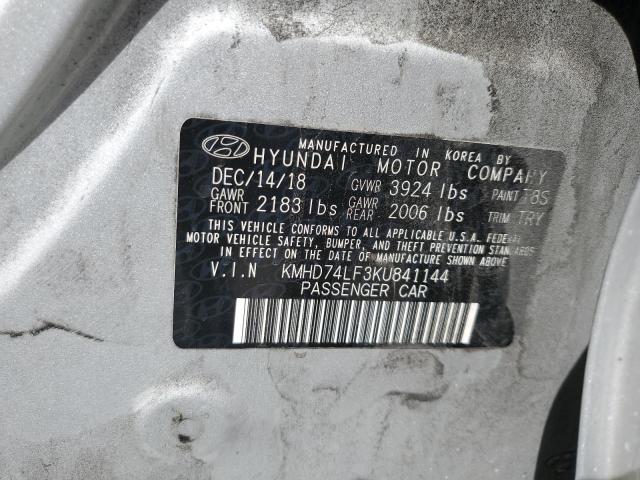 MANUFACTURED IN KOREA BY
HYUNDAI MOTOR COMPANY
DEC/14/18 GVWR 3924 lbs PAINT T8S
GAWR FRONT 2183 lbs GAWR REAR 2006 lbs TRIM TRY
THIS VEHICLE CONFORMS TO ALL APPLICABLE U.S.A. FEDERAL
MOTOR VEHICLE SAFETY, BUMPER, AND THEFT PREVENTION STANDARDS
IN EFFECT ON THE DATE OF MANUFACTURE SHOWN ABOVE.
V.I.N KMHD74LF3KU841144
PASSENGER CAR